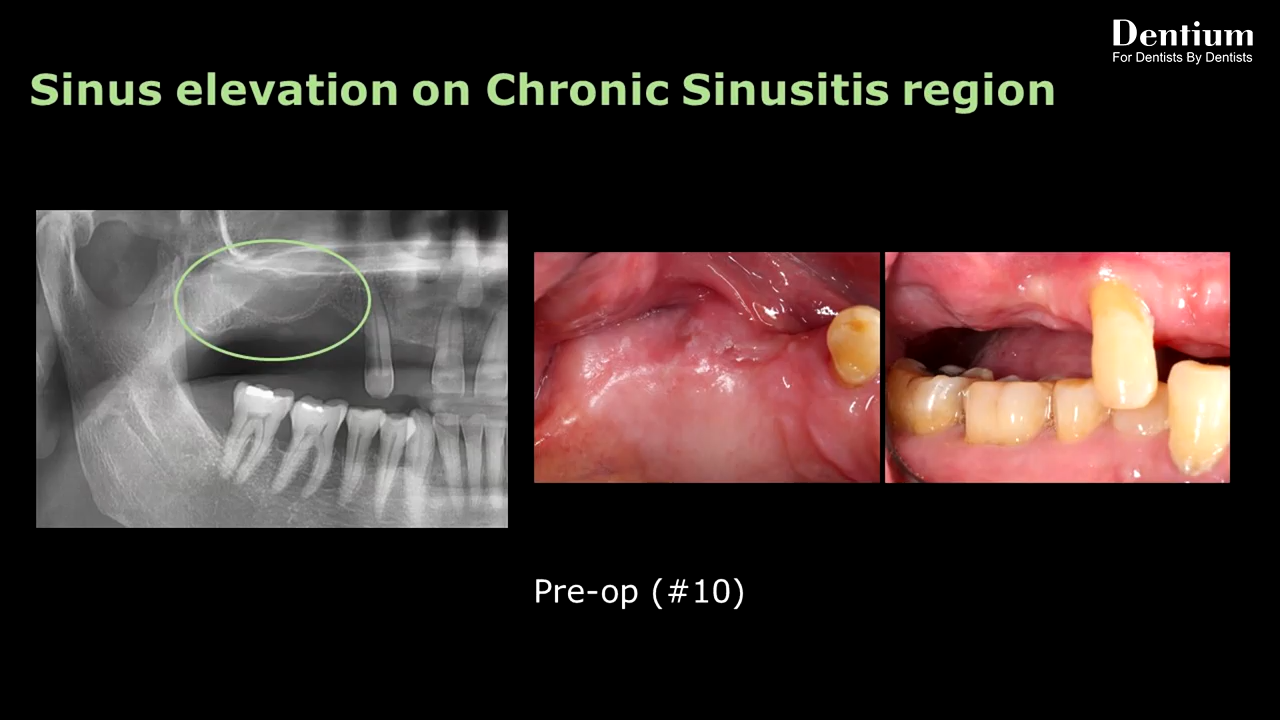 Dentium
For Dentists By Dentists
Sinus elevation on Chronic Sinusitis region
Pre-op (#10)